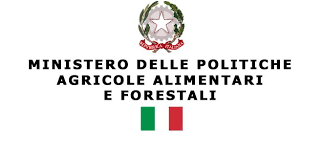 MINISTERO DELLE POLITICHE
AGRICOLE ALIMENTARI
E FORESTALI